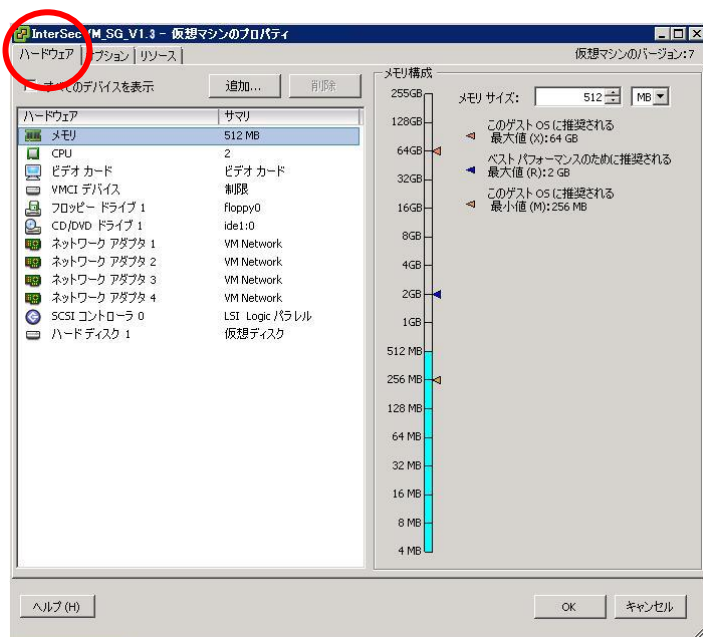 InterSec VM_SG_V1.3 - 仮想マシンのプロパティ
ハードウェア オプション リソース
仮想マシンのバージョン:7
すべてのデバイスを表示
追加...
削除
ハードウェア サマリ
メモリ 512 MB
CPU 2
ビデオ カード ビデオ カード
VMCI デバイス 制限
フロッピー ドライブ 1 floppy0
CD/DVD ドライブ 1 ide1:0
ネットワーク アダプタ 1 VM Network
ネットワーク アダプタ 2 VM Network
ネットワーク アダプタ 3 VM Network
ネットワーク アダプタ 4 VM Network
SCSI コントローラ 0 LSI Logic パラレル
ハード ディスク 1 仮想ディスク
メモリ構成
255GB
128GB
64GB
32GB
16GB
8GB
4GB
2GB
1GB
512 MB
256 MB
128 MB
64 MB
32 MB
16 MB
8 MB
4 MB
メモリ サイズ: 512 MB
このゲスト OS に推奨される
最大値 (X):64 GB
ベスト パフォーマンスのために推奨される
最大値 (R):2 GB
このゲスト OS に推奨される
最小値 (M):256 MB
ヘルプ (H)
OK
キャンセル